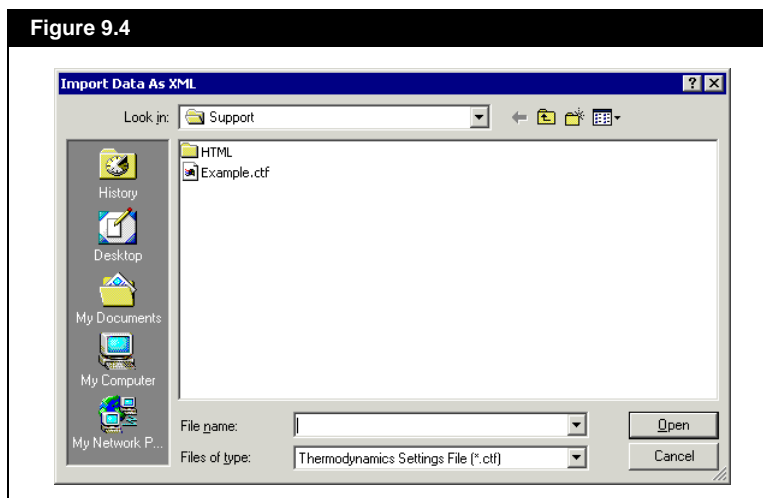 Figure 9.4
Import Data As XML
Look in: Support
HTML
Example.ctf
History
Desktop
My Documents
My Computer
My Network P...
File name:
Open
Files of type: Thermodynamics Settings File (*.ctf)
Cancel